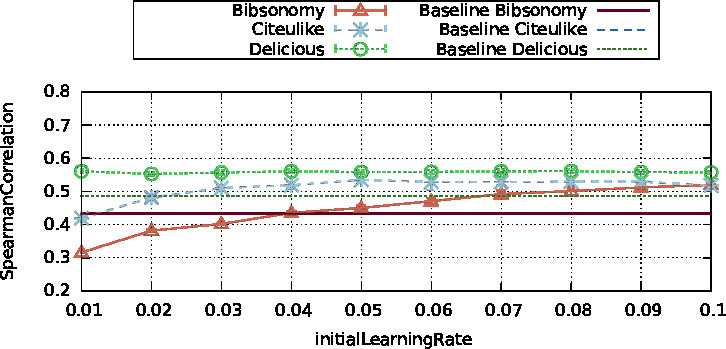 Bibsonomy Baseline Bibsonomy
Citeulike Baseline Citeulike
Delicious Baseline Delicious
0.8
0.7
0.6
0.5
0.4
0.3
0.2
SpearmanCorrelation
0.01 0.02 0.03 0.04 0.05 0.06 0.07 0.08 0.09 0.1
initialLearningRate